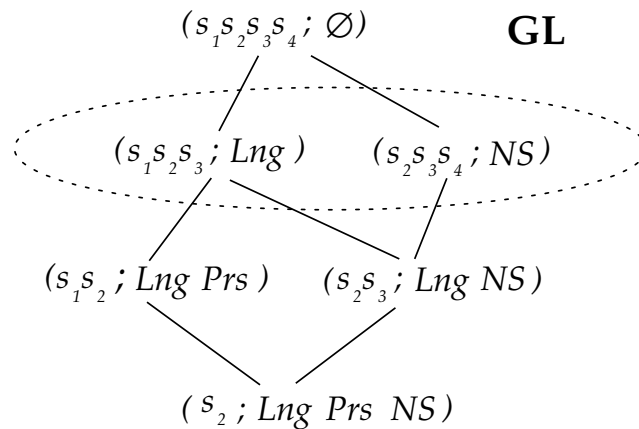 (s₁s₂s₃s₄; ∅) GL
(s₁s₂s₃; Lng) (s₂s₃s₄; NS)
(s₁s₂; Lng Prs) (s₂s₃; Lng NS)
(s₂; Lng Prs NS)